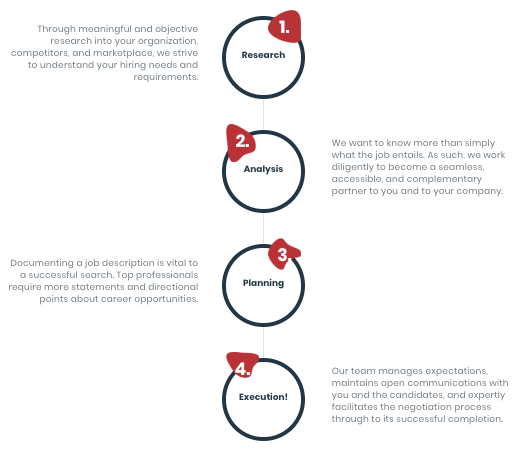 Through meaningful and objective
research into your organization,
competitors, and marketplace, we strive
to understand your hiring needs and
requirements.
1.
Research
2.
Analysis
We want to know more than simply
what the job entails. As such, we work
diligently to become a seamless,
accessible, and complementary
partner to you and to your company.
Documenting a job description is vital to
a successful search. Top professionals
require more statements and directional
points about career opportunities.
3
Planning
4.
Execution!
Our team manages expectations,
maintains open communications with
you and the candidates, and expertly
facilitates the negotiation process
through to its successful completion.